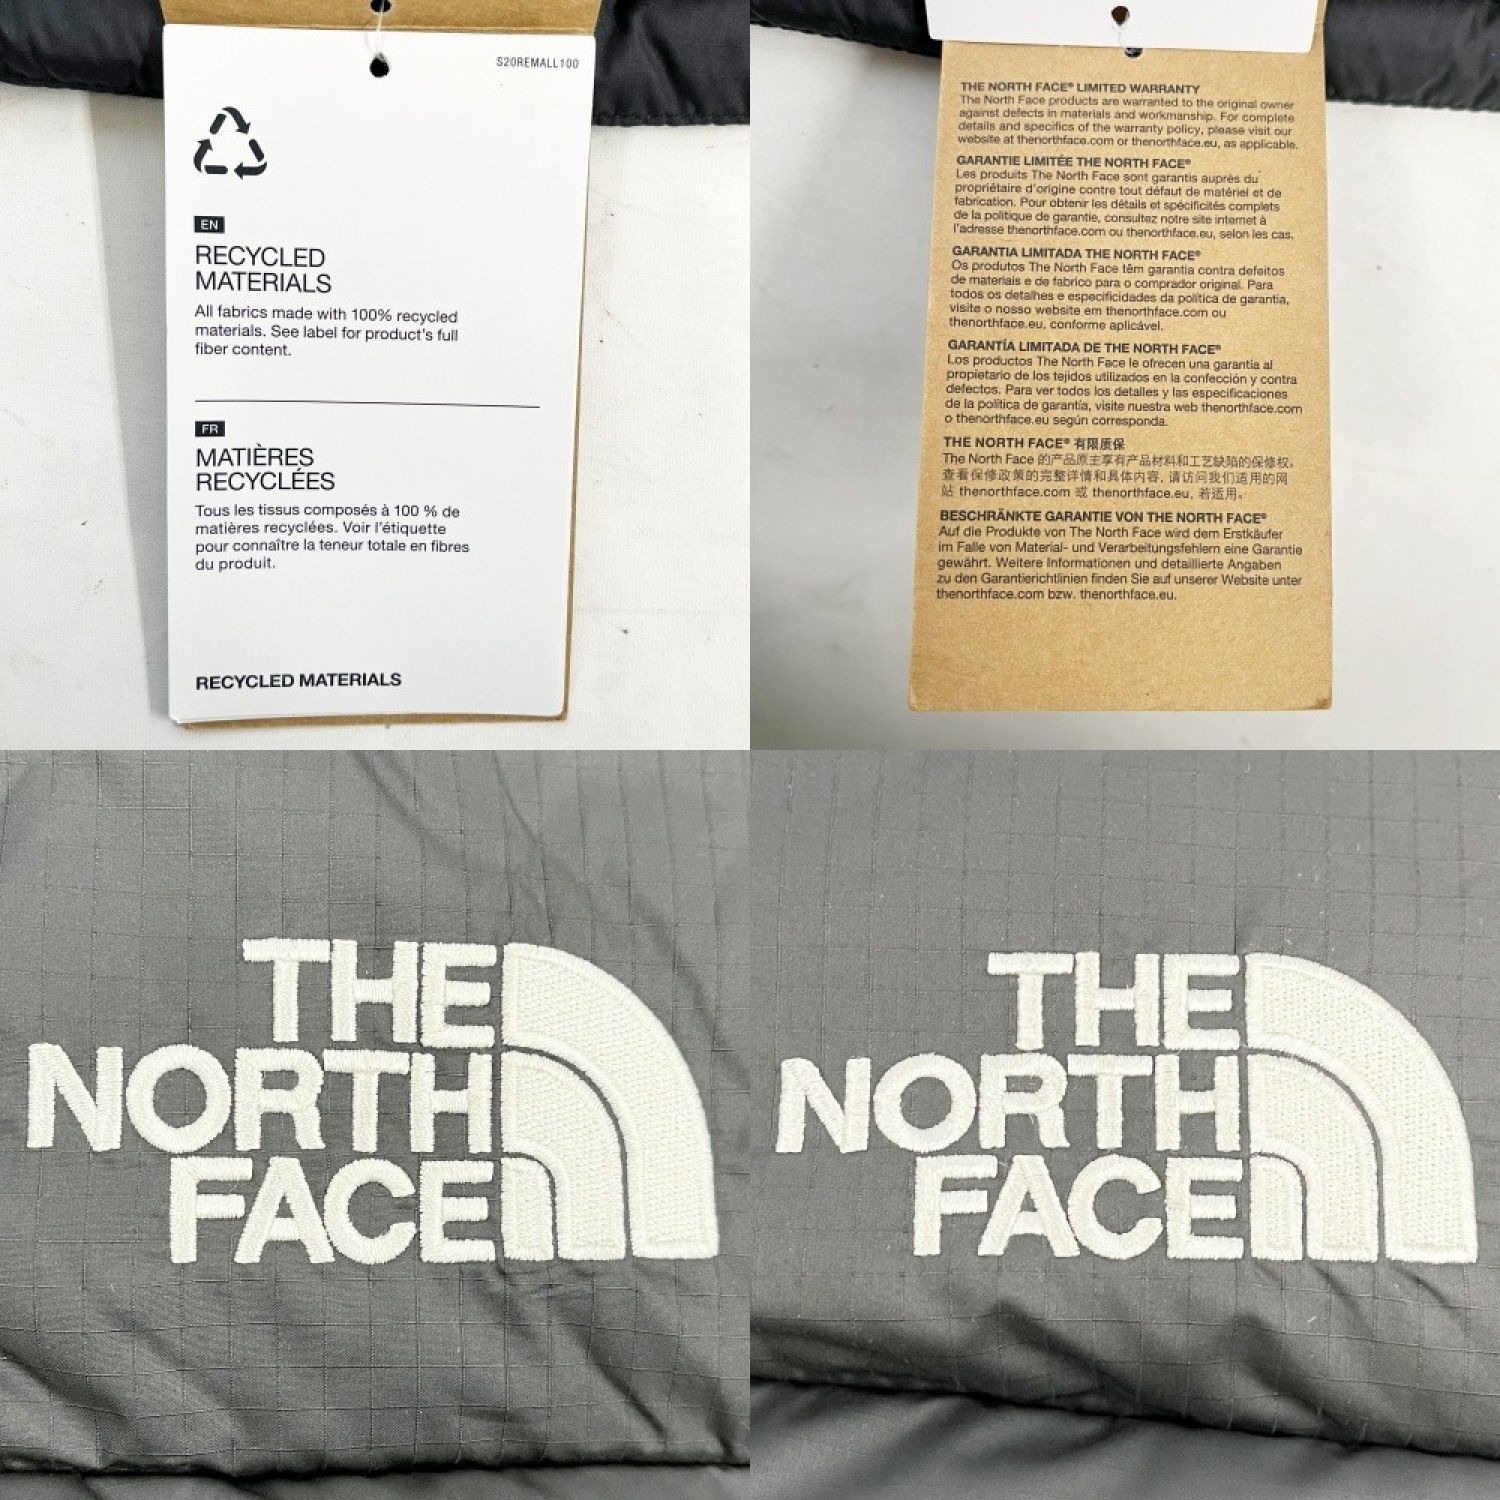 S20REMALL100
EN
RECYCLED
MATERIALS
All fabrics made with 100% recycled
materials. See label for product's full
fiber content.
FR
MATIÈRES
RECYCLÉES
Tous les tissus composés à 100 % de
matières recyclées. Voir l'étiquette
pour connaître la teneur totale en fibres
du produit.
RECYCLED MATERIALS
THE NORTH FACE® LIMITED WARRANTY
The North Face products are warranted to the original owner
against defects in materials and workmanship. For complete
details and specifics of the warranty policy, please visit our
website at thenorthface.com or thenorthface.eu, as applicable.
GARANTIE LIMITÉE THE NORTH FACE®
Les produits The North Face sont garantis auprès du
propriétaire d'origine contre tout défaut de matériel et de
fabrication. Pour obtenir les détails et spécificités complets
de la politique de garantie, consultez notre site internet à
l'adresse thenorthface.com ou thenorthface.eu, selon les cas.
GARANTIA LIMITADA THE NORTH FACE®
Os produtos The North Face têm garantia contra defeitos
de materiais e de fabrico para o comprador original. Para
todos os detalhes e especificidades da política de garantia,
visite o nosso website em thenorthface.com ou
thenorthface.eu, conforme aplicável.
GARANTÍA LIMITADA DE THE NORTH FACE®
Los productos The North Face le ofrecen una garantía al
propietario de los tejidos utilizados en la confección y contra
defectos. Para ver todos los detalles y las especificaciones
de la política de garantía, visite nuestra web thenorthface.com
o thenorthface.eu según corresponda.
THE NORTH FACE® 有限质保
The North Face 的产品原主享有产品材料和工艺缺陷的保修权。
查看保修政策的完整详情和具体内容, 请访问我们适用的网
站 thenorthface.com 或 thenorthface.eu, 若适用。
BESCHRÄNKTE GARANTIE VON THE NORTH FACE®
Auf die Produkte von The North Face wird dem Erstkäufer
im Falle von Material- und Verarbeitungsfehlern eine Garantie
gewährt. Weitere Informationen und detaillierte Angaben
zu den Garantierichtlinien finden Sie auf unserer Website unter
thenorthface.com bzw. thenorthface.eu.
THE
NORTH
FACE
THE
NORTH
FACE